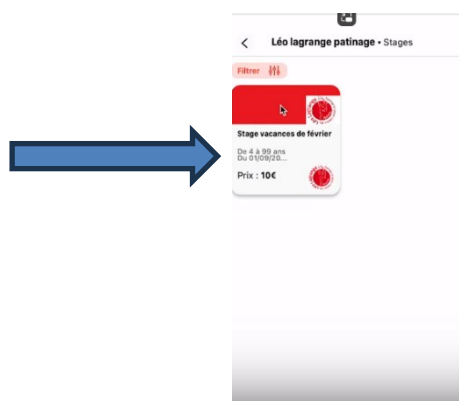 Léo lagrange patinage • Stages
Filtrer
Stage vacances de février
De 4 à 99 ans
Du 01/09/20...
Prix : 10€